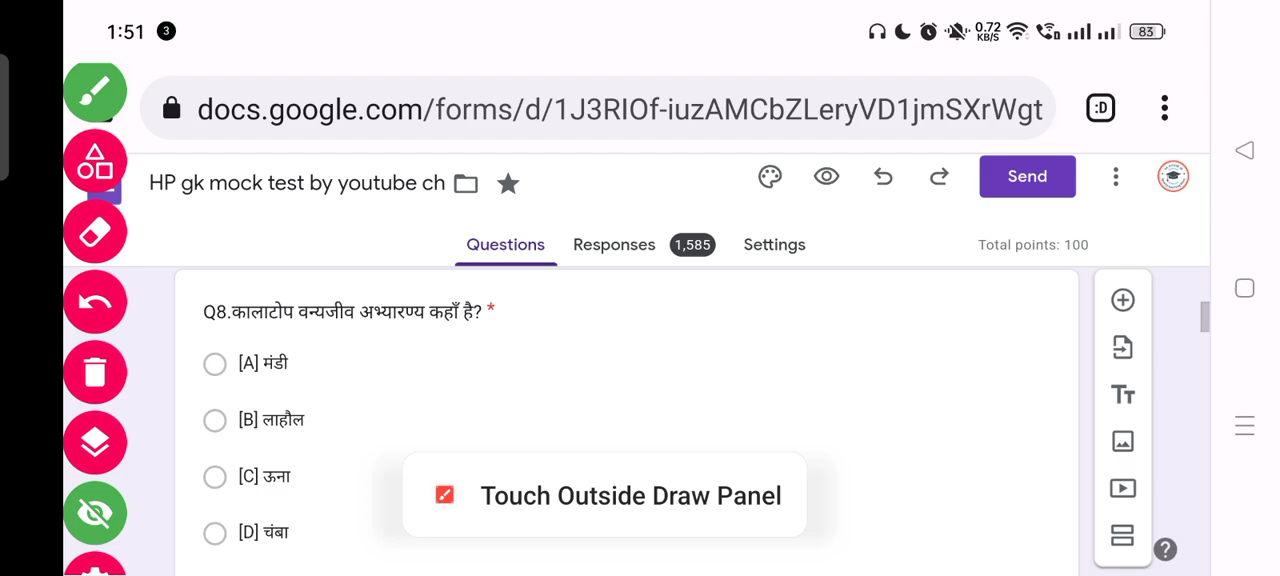 1:51 3 0.72 KB/S 83
docs.google.com/forms/d/1J3RIOf-iuzAMCbZLeryVD1jmSXrWgt :D
HP gk mock test by youtube ch Send
Questions Responses 1,585 Settings Total points: 100
Q8.कालाटोप वन्यजीव अभ्यारण्य कहाँ है? *
[A] मंडी
[B] लाहौल
[C] ऊना
Touch Outside Draw Panel
[D] चंबा